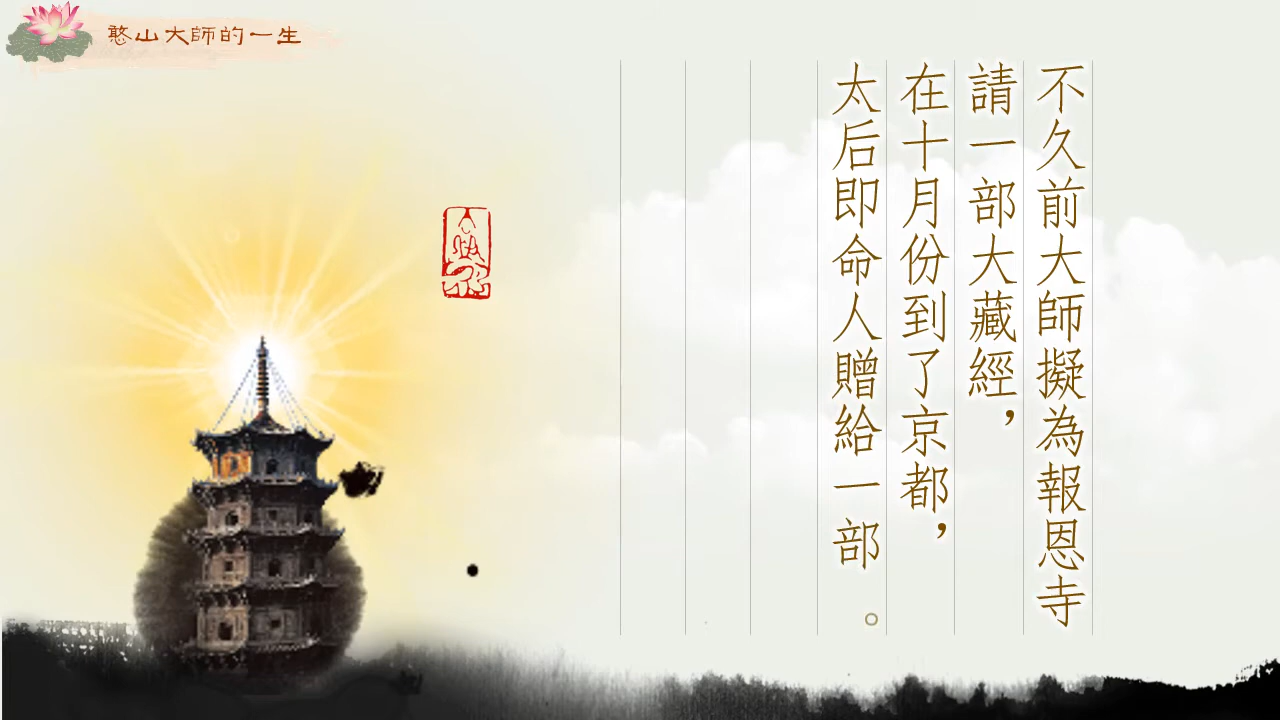 憨山大師的一生
不久前大師擬為報恩寺
請一部大藏經，
在十月份到了京都，
太后即命人贈給一部。